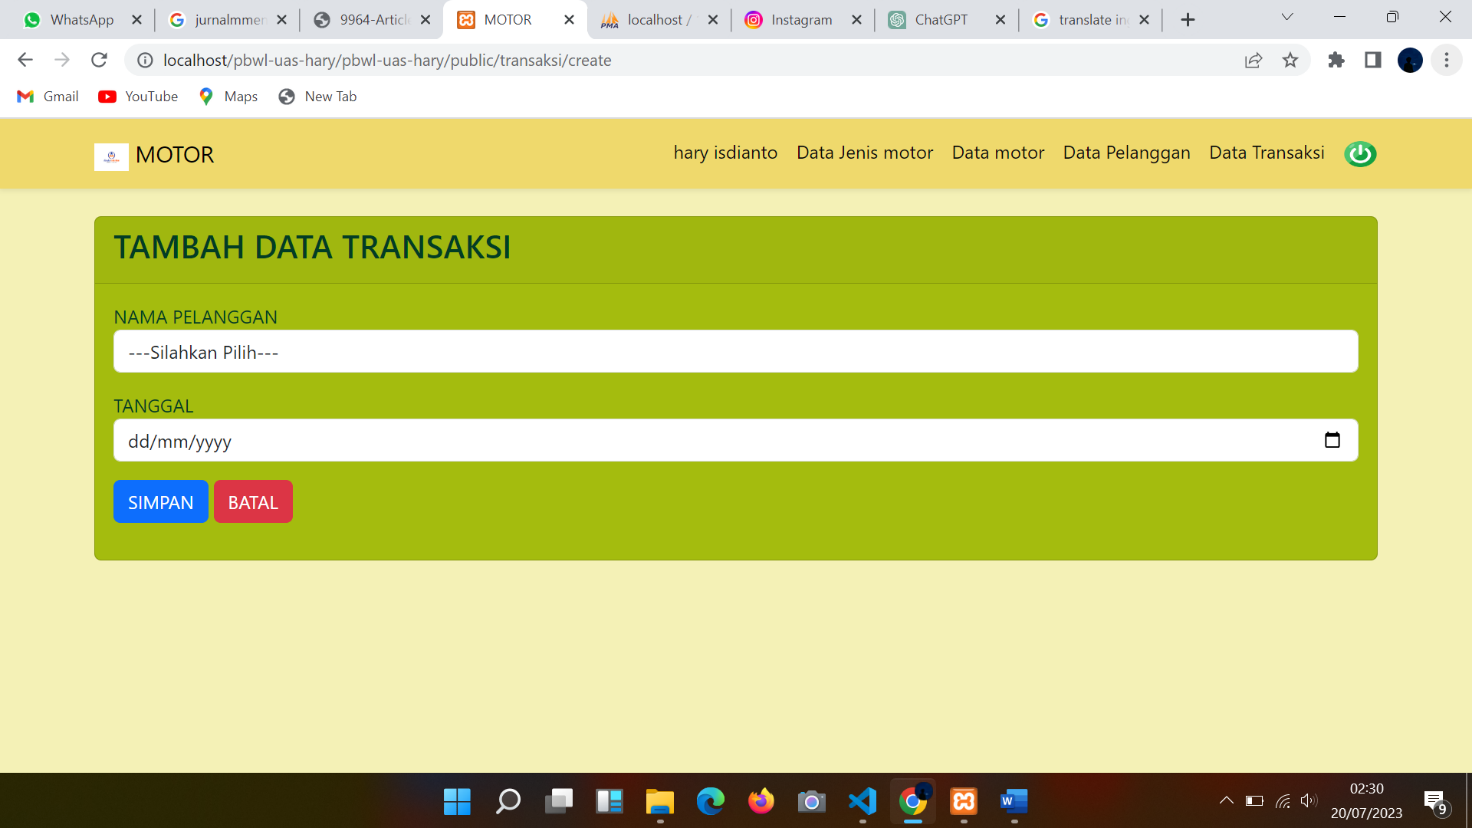 WhatsApp
jurnalmmer
9964-Articl
MOTOR
localhost /
Instagram
ChatGPT
translate in
localhost/pbwl-uas-hary/pbwl-uas-hary/public/transaksi/create
Gmail
YouTube
Maps
New Tab
MOTOR
hary isdianto
Data Jenis motor
Data motor
Data Pelanggan
Data Transaksi
TAMBAH DATA TRANSAKSI
NAMA PELANGGAN
---Silahkan Pilih---
TANGGAL
dd/mm/yyyy
SIMPAN
BATAL
02:30
20/07/2023
9